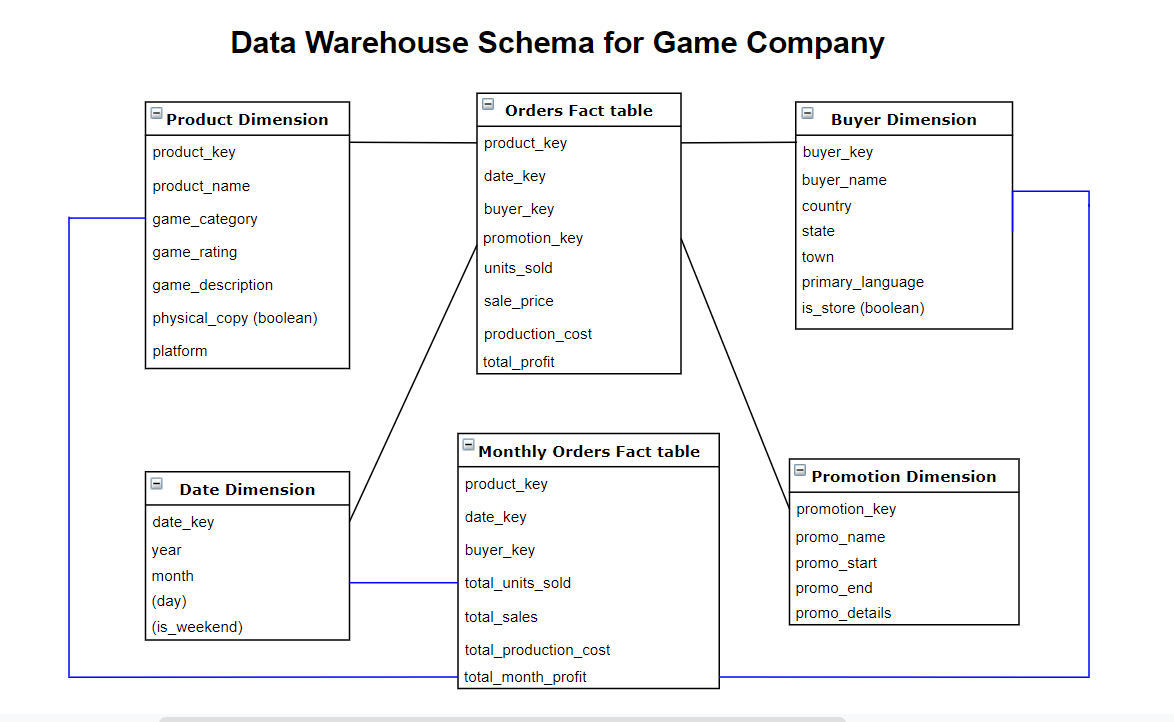 Data Warehouse Schema for Game Company
Product Dimension
product_key
product_name
game_category
game_rating
game_description
physical_copy (boolean)
platform
Orders Fact table
product_key
date_key
buyer_key
promotion_key
units_sold
sale_price
production_cost
total_profit
Buyer Dimension
buyer_key
buyer_name
country
state
town
primary_language
is_store (boolean)
Date Dimension
date_key
year
month
(day)
(is_weekend)
Monthly Orders Fact table
product_key
date_key
buyer_key
total_units_sold
total_sales
total_production_cost
total_month_profit
Promotion Dimension
promotion_key
promo_name
promo_start
promo_end
promo_details